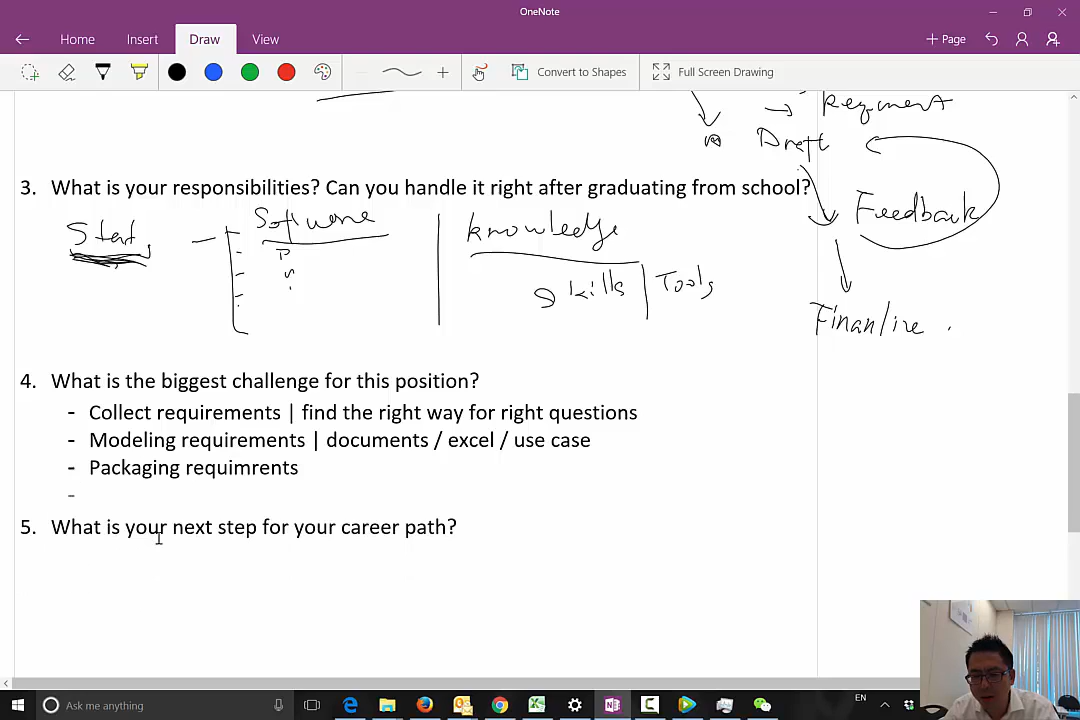 OneNote
Home
Insert
Draw
View
Page
Convert to Shapes
Full Screen Drawing
Reqment
Draft
3. What is your responsibilities? Can you handle it right after graduating from school?
Feedback
Start
Software
knowledge
P
S
skills | Tools
4. What is the biggest challenge for this position?
- Collect requirements | find the right way for right questions
- Modeling requirements | documents / excel / use case
- Packaging requimrents
-
5. What is your next step for your career path?
Ask me anything
EN